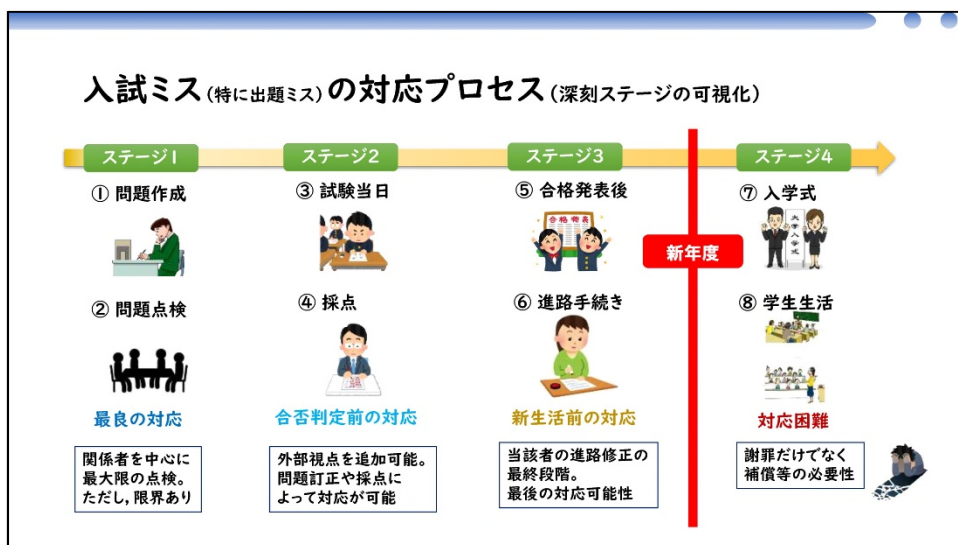 入試ミス(特に出題ミス)の対応プロセス(深刻ステージの可視化)
ステージ1
ステージ2
ステージ3
ステージ4
① 問題作成
③ 試験当日
⑤ 合格発表後
⑦ 入学式
合格発表
大学入学式
新年度
② 問題点検
④ 採点
⑥ 進路手続き
⑧ 学生生活
最良の対応
合否判定前の対応
新生活前の対応
対応困難
関係者を中心に
最大限の点検。
ただし,限界あり
外部視点を追加可能。
問題訂正や採点に
よって対応が可能
当該者の進路修正の
最終段階。
最後の対応可能性
謝罪だけでなく
補償等の必要性